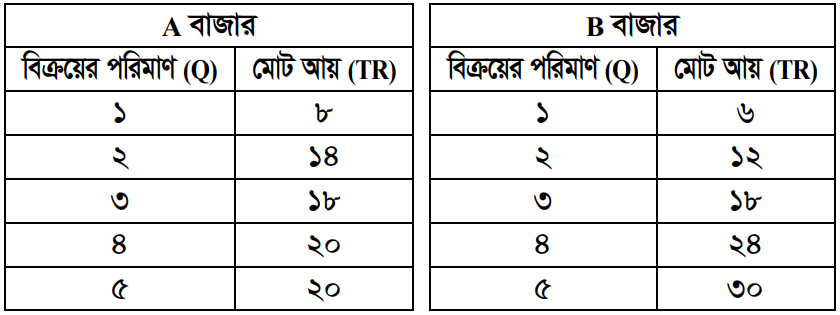 A বাজার
বিক্রয়ের পরিমাণ (Q) মোট আয় (TR)
১ ৮
২ ১৪
৩ ১৮
৪ ২০
৫ ২০
B বাজার
বিক্রয়ের পরিমাণ (Q) মোট আয় (TR)
১ ৬
২ ১২
৩ ১৮
৪ ২৪
৫ ৩০